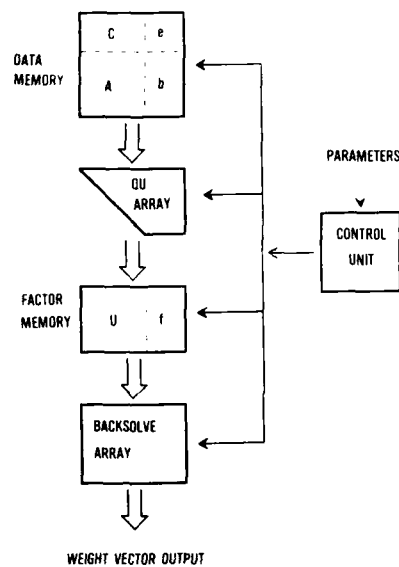 C e
DATA
MEMORY
A b
QU
ARRAY
PARAMETERS
CONTROL
UNIT
FACTOR
MEMORY
U f
BACKSOLVE
ARRAY
WEIGHT VECTOR OUTPUT